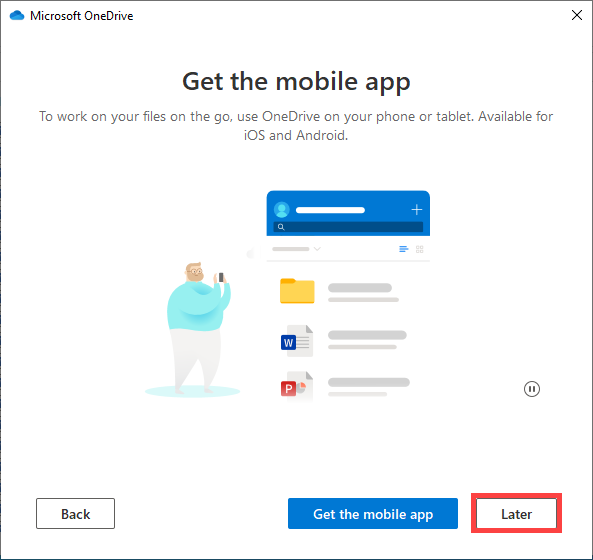 Microsoft OneDrive
Get the mobile app
To work on your files on the go, use OneDrive on your phone or tablet. Available for
iOS and Android.
W
P
Back
Get the mobile app
Later